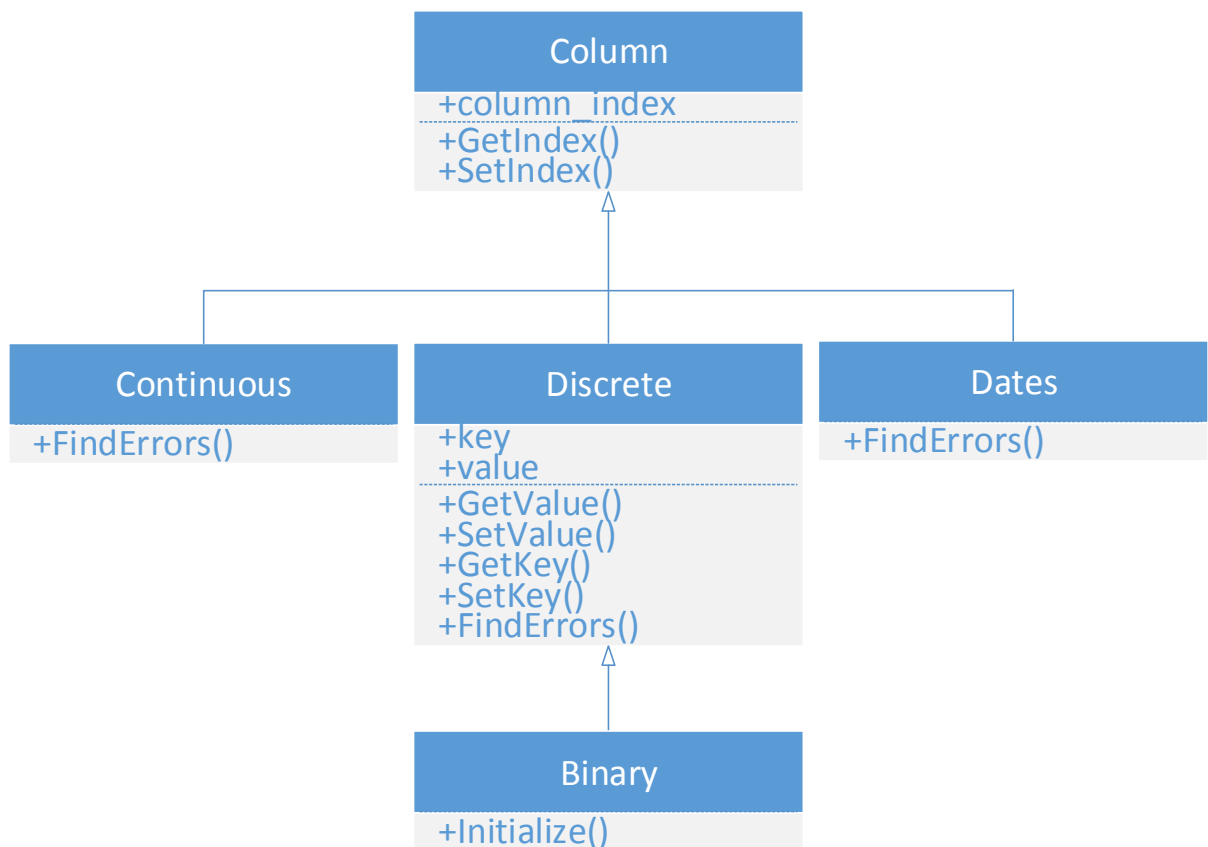 Column
+column_index
+GetIndex()
+SetIndex()
Continuous
+FindErrors()
Discrete
+key
+value
+GetValue()
+SetValue()
+GetKey()
+SetKey()
+FindErrors()
Dates
+FindErrors()
Binary
+Initialize()